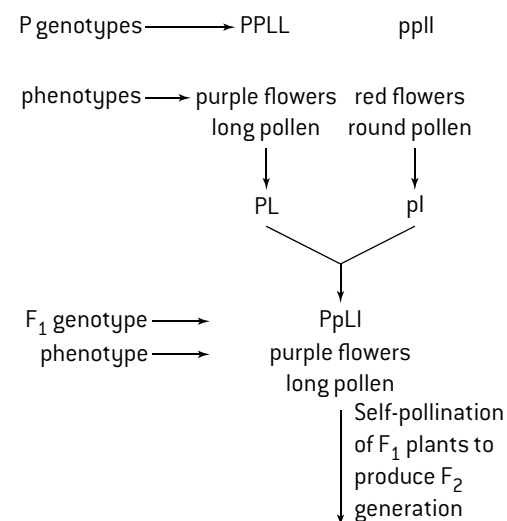 P genotypes PPLL ppll
phenotypes purple flowers red flowers
long pollen round pollen
PL pl
F₁ genotype PpLl
phenotype purple flowers
long pollen
Self-pollination
of F₁ plants to
produce F₂
generation